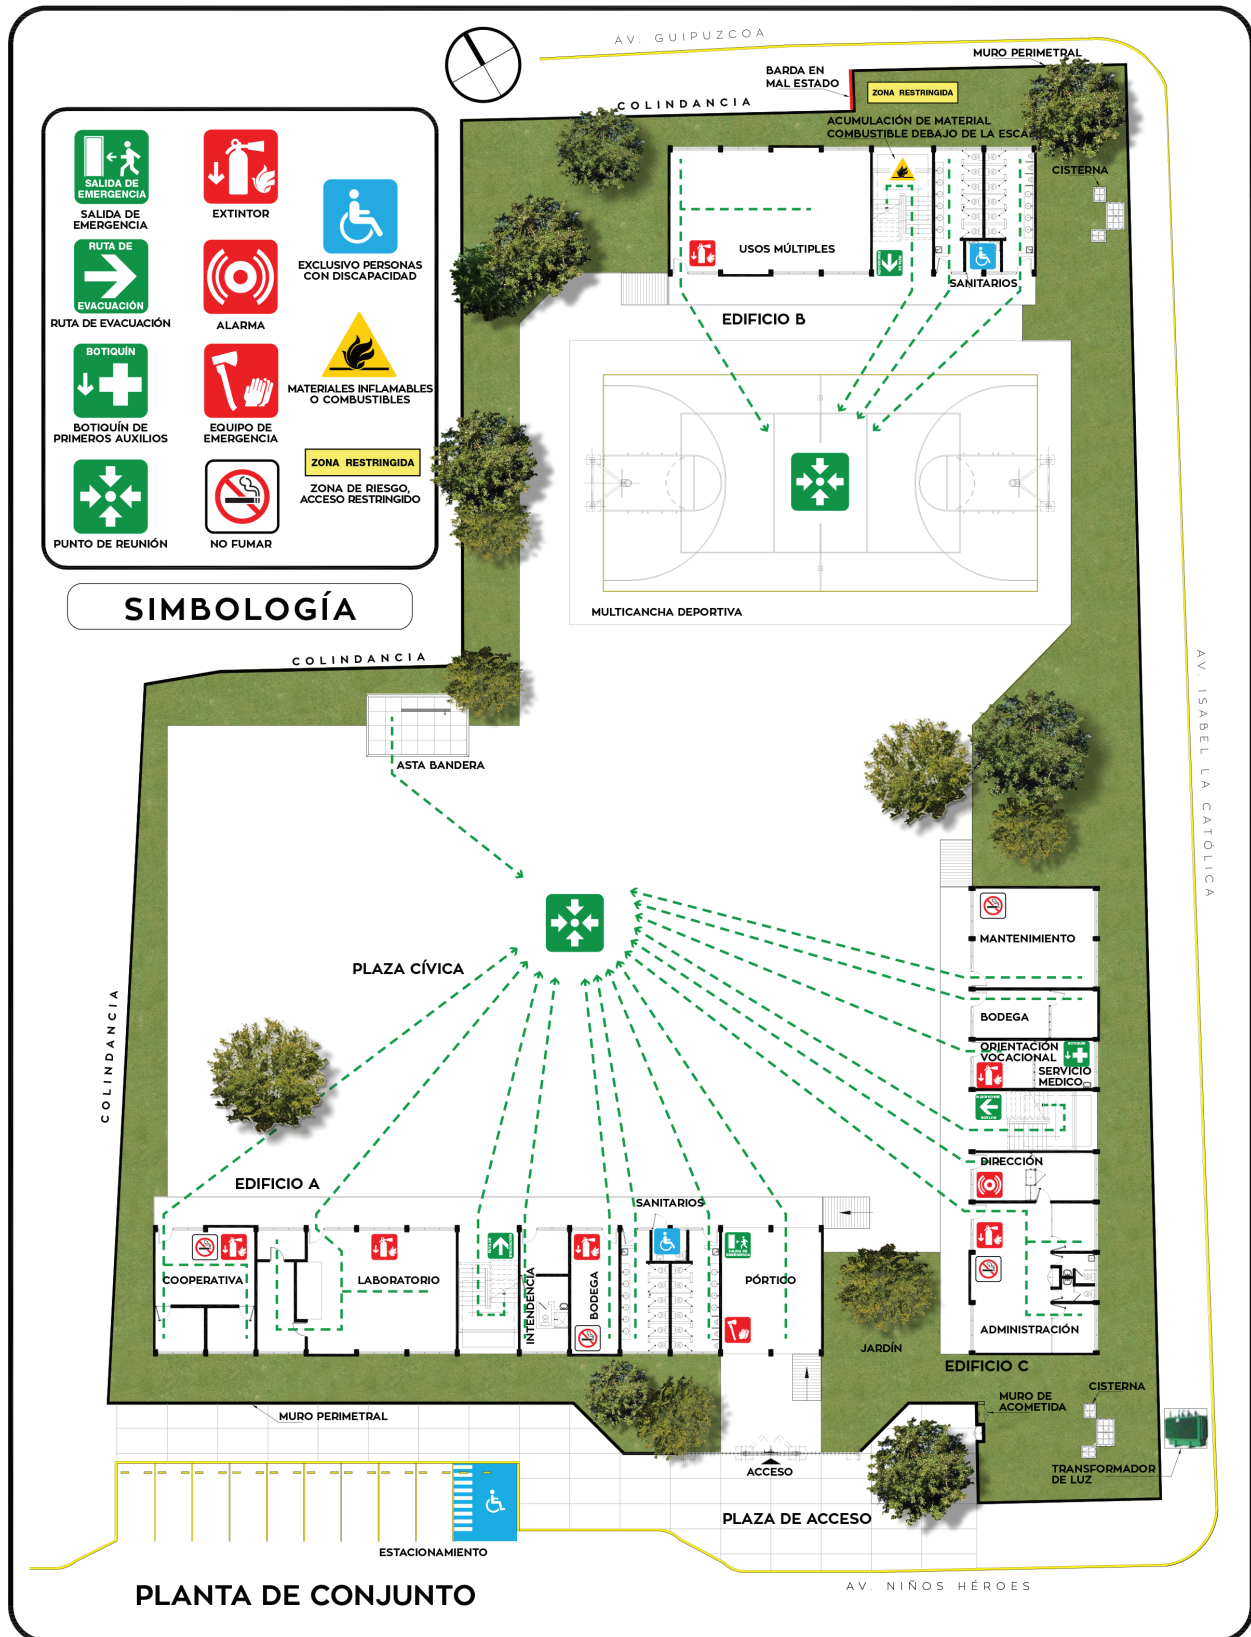 AV. GUIPUZCOA
MURO PERIMETRAL
BARDA EN
MAL ESTADO
ZONA RESTRINGIDA
COLINDANCIA
ACUMULACIÓN DE MATERIAL
COMBUSTIBLE DEBAJO DE LA ESCA
CISTERNA
SALIDA DE
EMERGENCIA
SALIDA DE
EMERGENCIA
EXTINTOR
EXCLUSIVO PERSONAS
CON DISCAPACIDAD
RUTA DE
EVACUACIÓN
RUTA DE EVACUACIÓN
ALARMA
MATERIALES INFLAMABLES
O COMBUSTIBLES
BOTIQUÍN
BOTIQUÍN DE
PRIMEROS AUXILIOS
EQUIPO DE
EMERGENCIA
ZONA RESTRINGIDA
ZONA DE RIESGO,
ACCESO RESTRINGIDO
PUNTO DE REUNIÓN
NO FUMAR
SIMBOLOGÍA
USOS MÚLTIPLES
SANITARIOS
EDIFICIO B
MULTICANCHA DEPORTIVA
COLINDANCIA
ASTA BANDERA
AV. ISABEL LA CATÓLICA
PLAZA CÍVICA
COLINDANCIA
MANTENIMIENTO
BODEGA
ORIENTACIÓN
VOCACIONAL
BOTIQUÍN
SERVICIO
MEDICO
DIRECCIÓN
ADMINISTRACIÓN
EDIFICIO C
EDIFICIO A
SANITARIOS
COOPERATIVA
LABORATORIO
INTENDENCIA
BODEGA
SALIDA DE
EMERGENCIA
PÓRTICO
JARDÍN
MURO DE
ACOMETIDA
CISTERNA
TRANSFORMADOR
DE LUZ
MURO PERIMETRAL
ACCESO
PLAZA DE ACCESO
ESTACIONAMIENTO
PLANTA DE CONJUNTO
AV. NIÑOS HÉROES